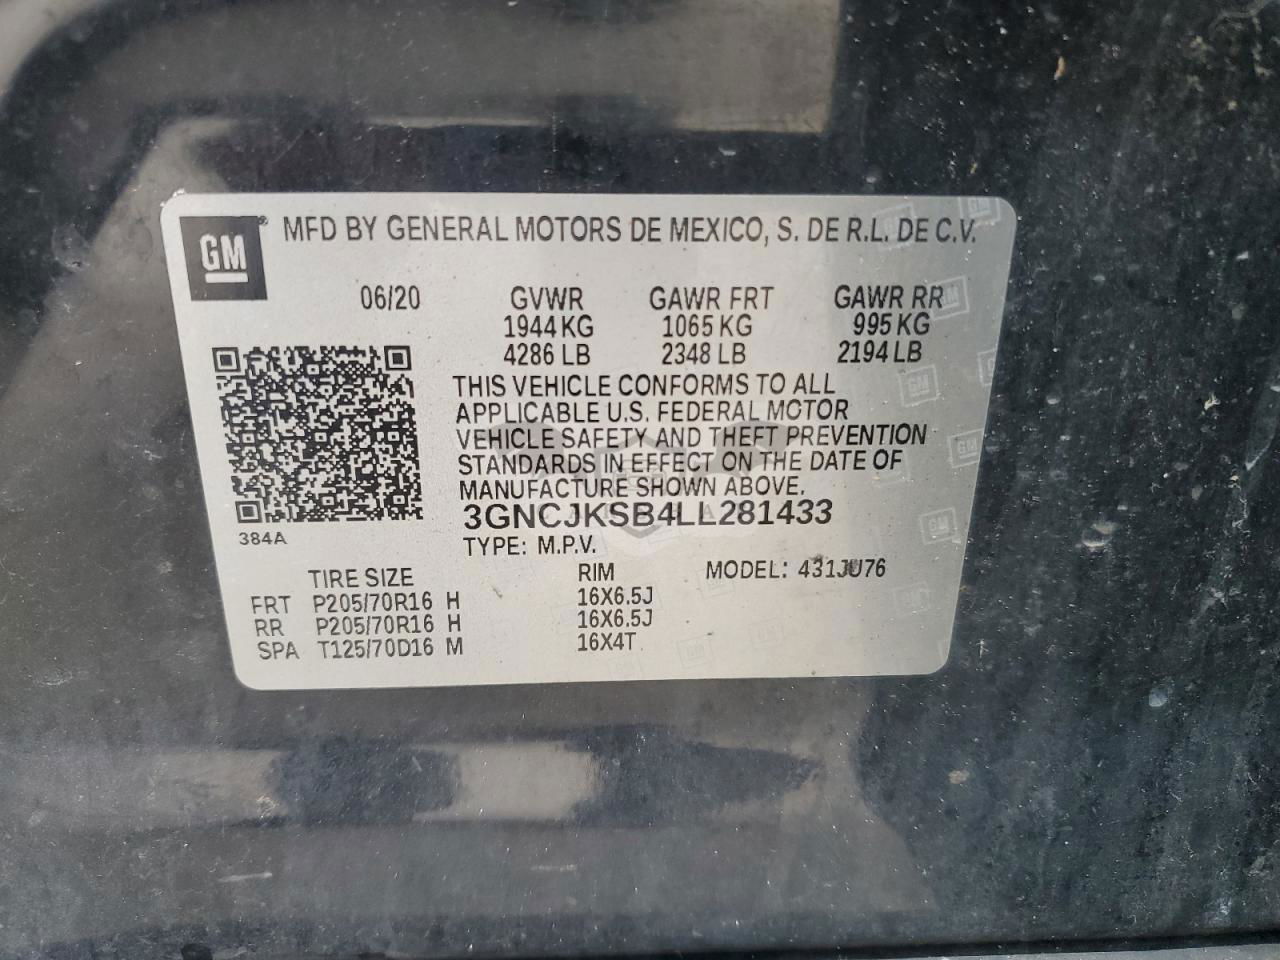 GM
MFD BY GENERAL MOTORS DE MEXICO, S. DE R.L. DE C.V.
06/20 GVWR GAWR FRT GAWR RR
1944 KG 1065 KG 995 KG
4286 LB 2348 LB 2194 LB
THIS VEHICLE CONFORMS TO ALL
APPLICABLE U.S. FEDERAL MOTOR
VEHICLE SAFETY AND THEFT PREVENTION
STANDARDS IN EFFECT ON THE DATE OF
MANUFACTURE SHOWN ABOVE.
3GNCJKSB4LL281433
384A
TYPE: M.P.V.
TIRE SIZE RIM MODEL: 431JU76
FRT P205/70R16 H 16X6.5J
RR P205/70R16 H 16X6.5J
SPA T125/70D16 M 16X4T